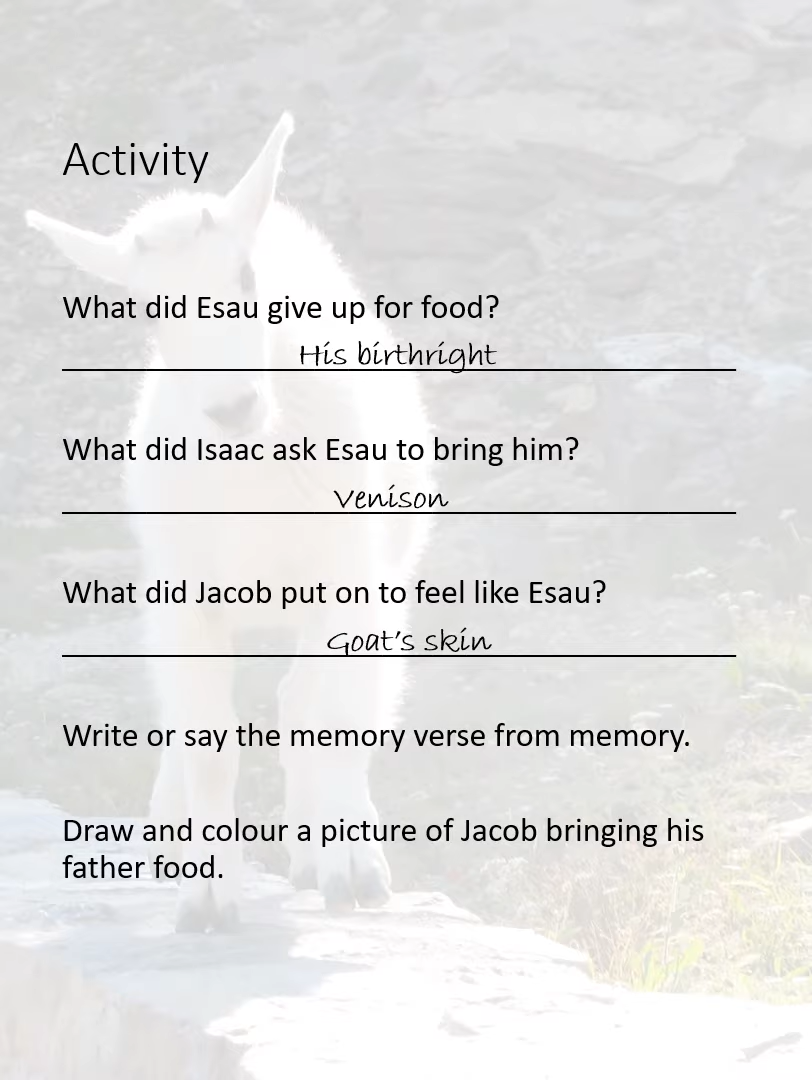 Activity
What did Esau give up for food?
His birthright
What did Isaac ask Esau to bring him?
Venison
What did Jacob put on to feel like Esau?
Goat's skin
Write or say the memory verse from memory.
Draw and colour a picture of Jacob bringing his
father food.